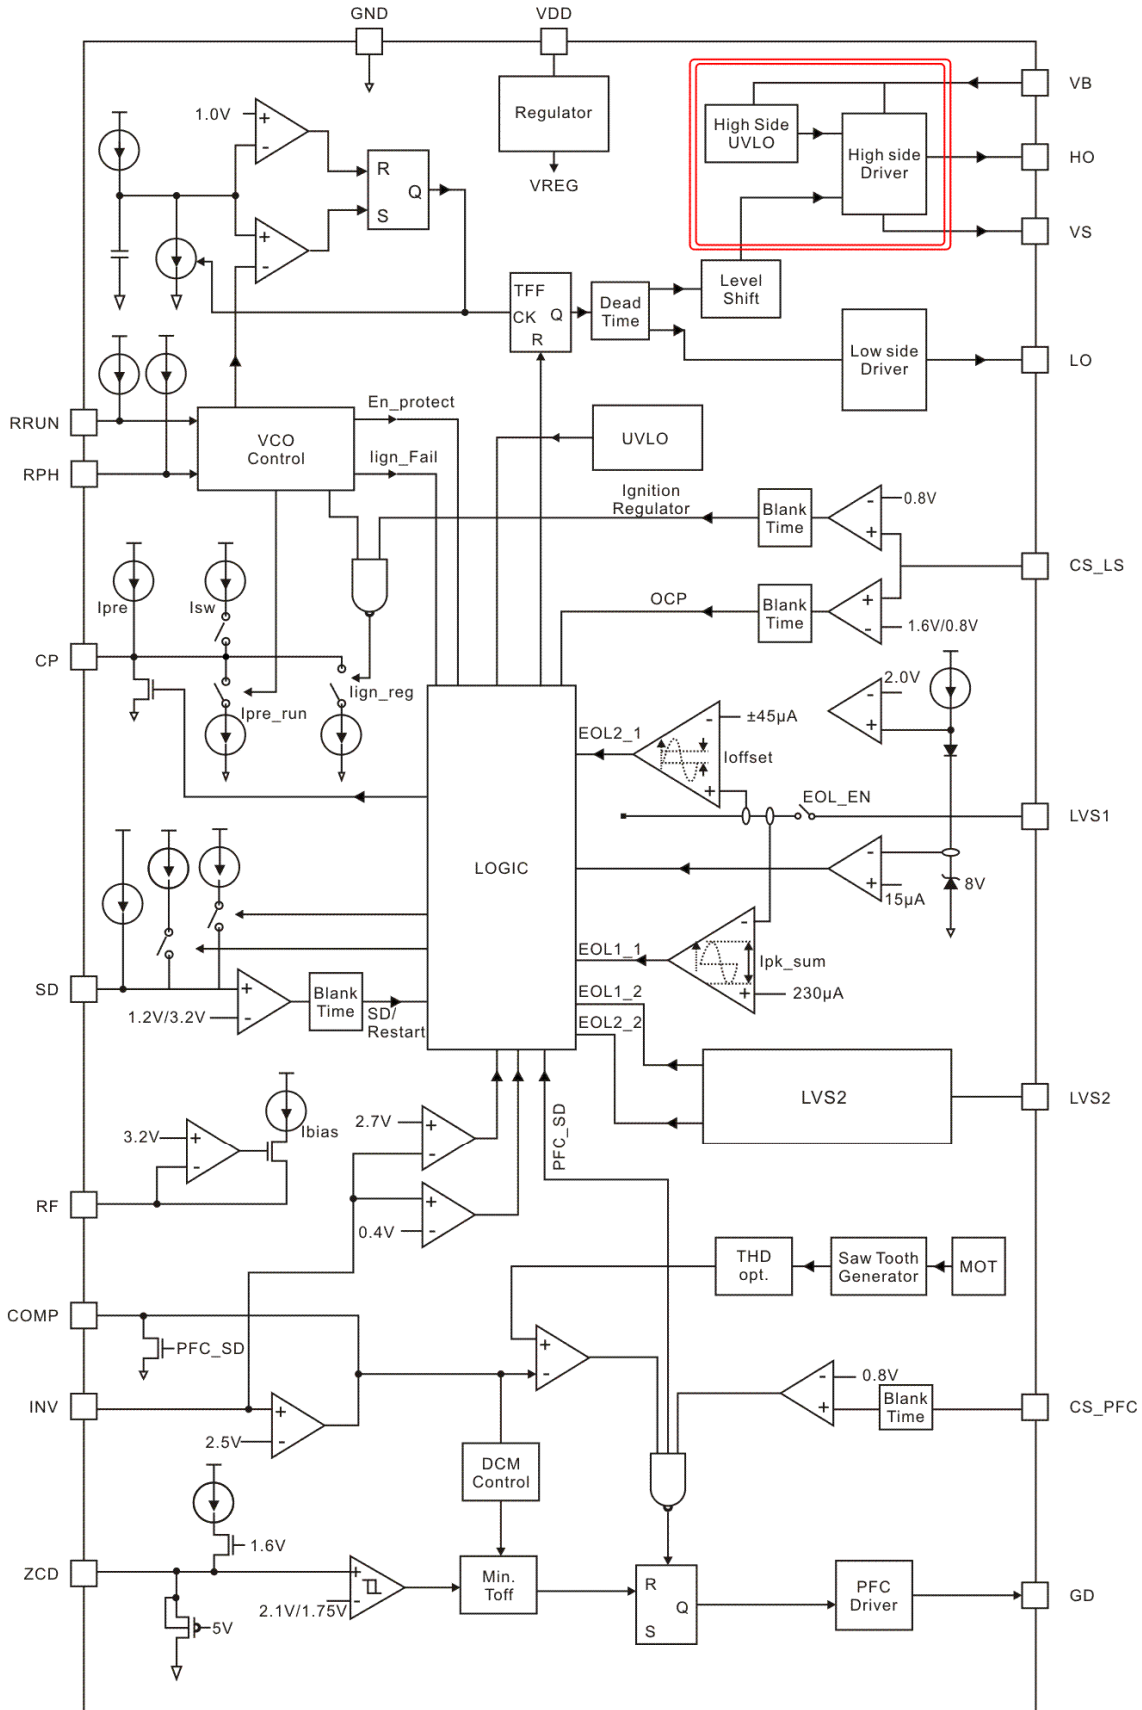 GND
VDD
VB
1.0V
+
-
Regulator
High Side
UVLO
High side
Driver
HO
R
Q
S
VREG
VS
+
-
TFF
CK
Q
R
Dead
Time
Level
Shift
Low side
Driver
LO
RRUN
RPH
VCO
Control
En_protect
Iign_Fail
UVLO
Ignition
Regulator
Blank
Time
-
0.8V
+
CS_LS
Ipre
Isw
OCP
Blank
Time
+
-
1.6V/0.8V
CP
Ipre_run
Iign_reg
2.0V
-
+
EOL2_1
-
±45μA
Ioffset
+
EOL_EN
LVS1
LOGIC
-
+
15μA
8V
EOL1_1
-
Ipk_sum
+
230μA
SD
+
-
1.2V/3.2V
Blank
Time
SD/
Restart
EOL1_2
EOL2_2
LVS2
LVS2
Ibias
3.2V
+
-
2.7V
+
-
PFC_SD
RF
+
0.4V
-
THD
opt.
Saw Tooth
Generator
MOT
COMP
PFC_SD
+
-
-
0.8V
+
Blank
Time
CS_PFC
INV
+
2.5V
-
DCM
Control
1.6V
ZCD
+
2.1V/1.75V
-
Min.
Toff
R
Q
S
PFC
Driver
GD
5V